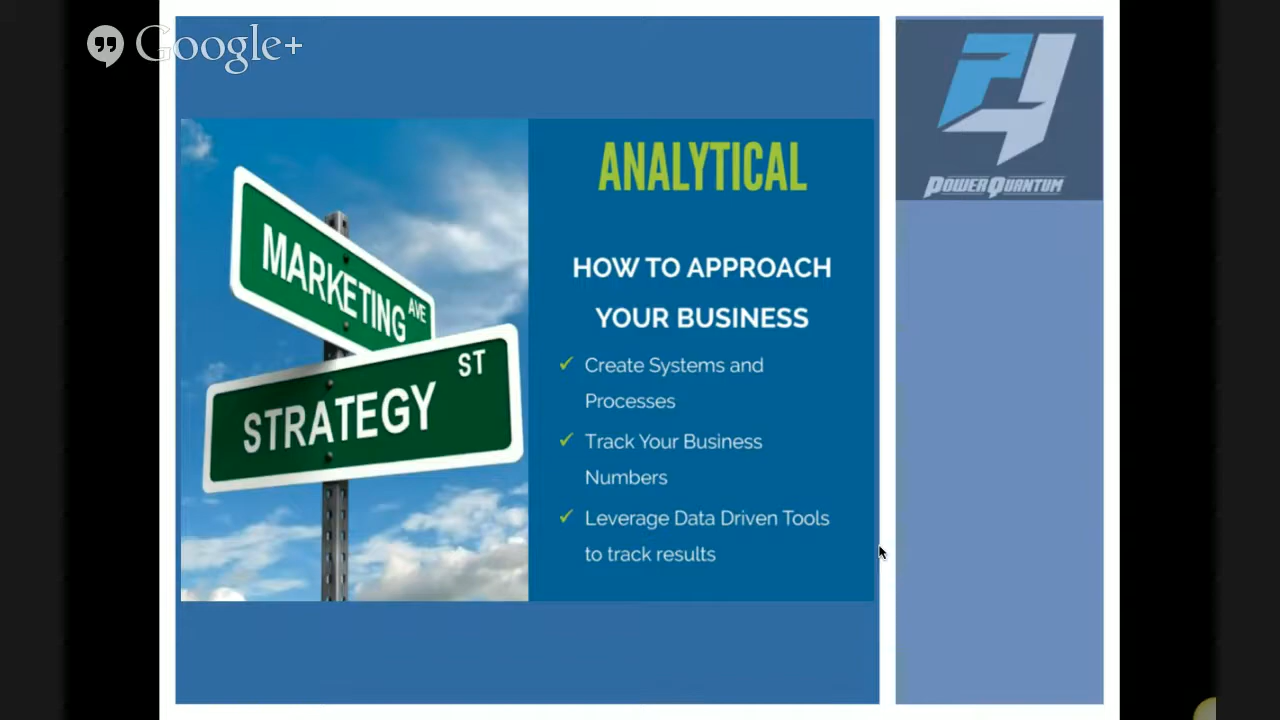 Google+
ANALYTICAL
HOW TO APPROACH
YOUR BUSINESS
✓ Create Systems and
Processes
✓ Track Your Business
Numbers
✓ Leverage Data Driven Tools
to track results
MARKETING AVE
STRATEGY ST
POWERQUANTUM